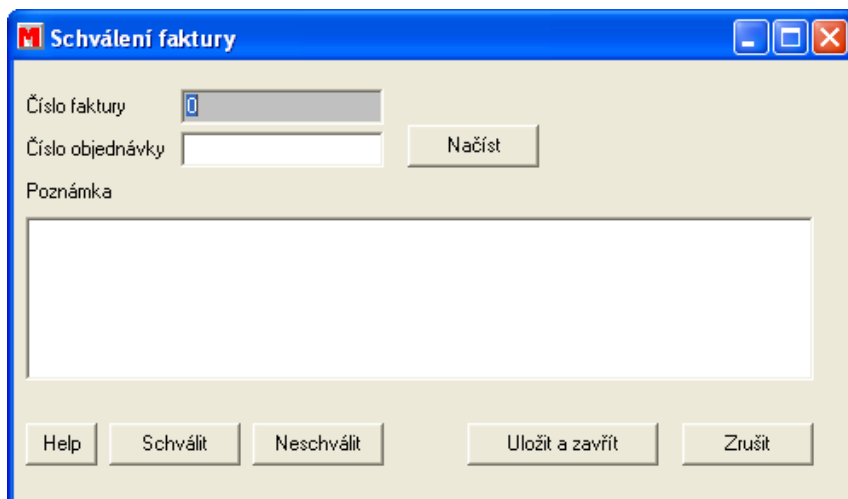 Schválení faktury
Číslo faktury 0
Číslo objednávky Načíst
Poznámka
Help Schválit Neschválit Uložit a zavřít Zrušit